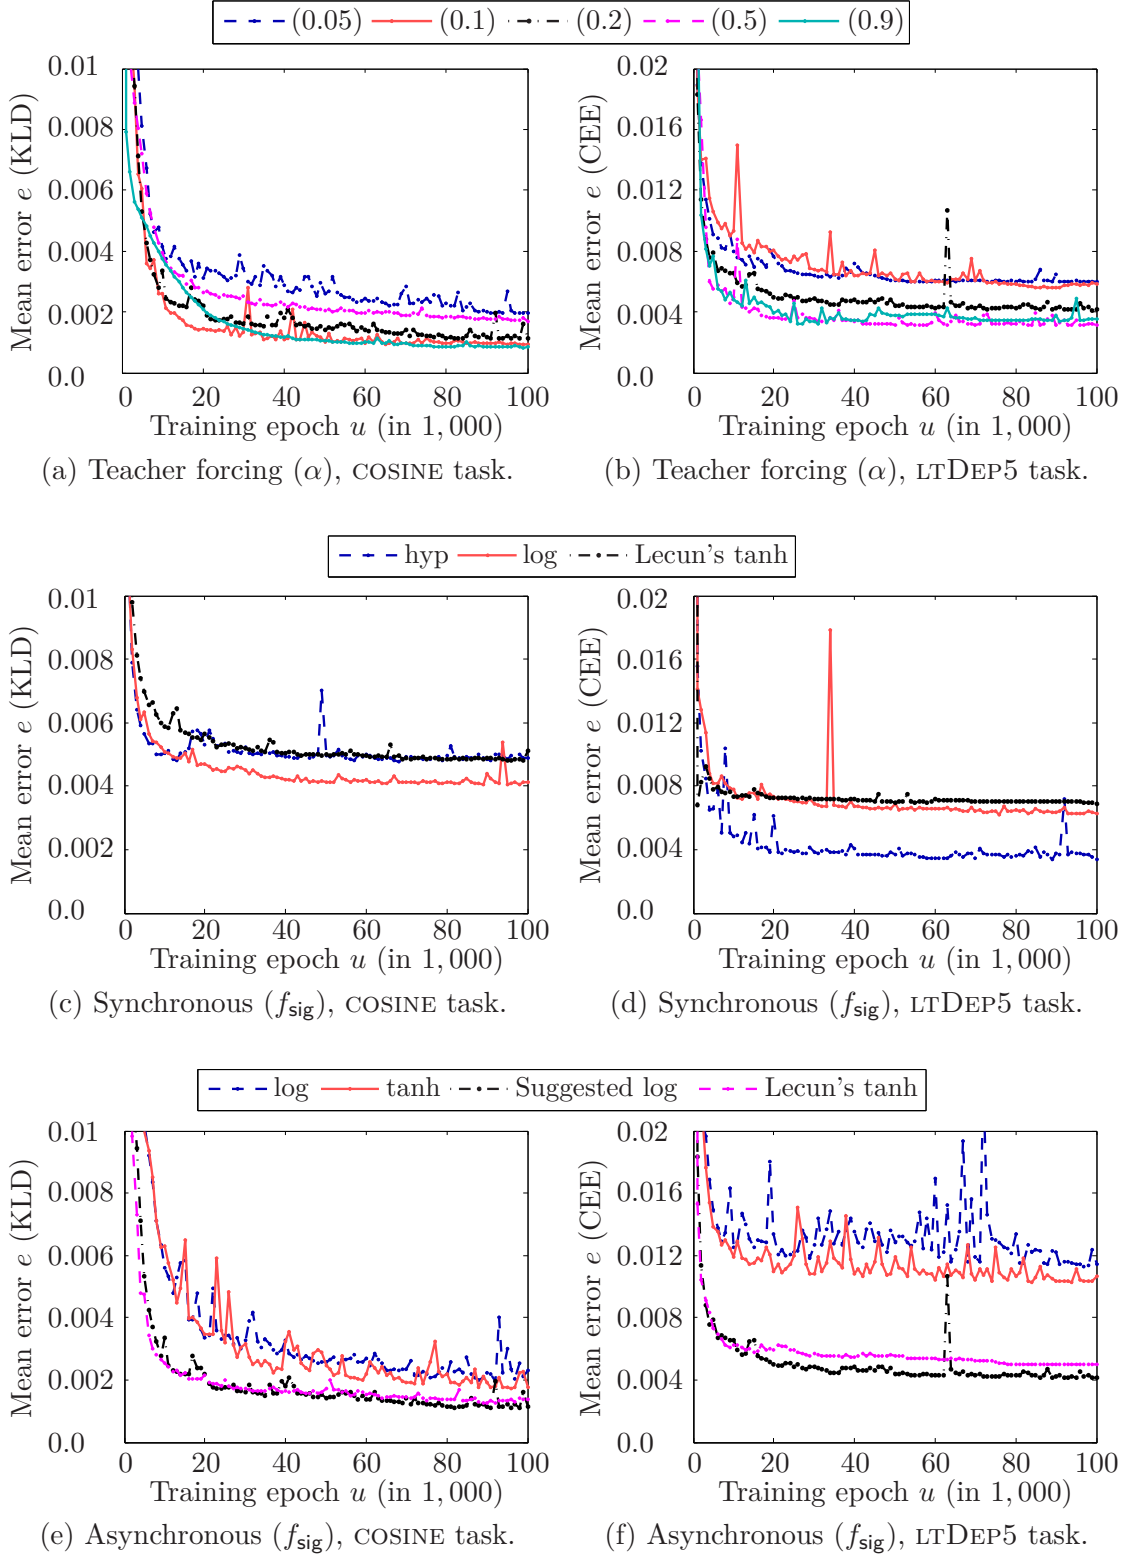 (0.05) (0.1) (0.2) (0.5) (0.9)
0.01
0.008
0.006
0.004
0.002
0.0
Mean error e (KLD)
0 20 40 60 80 100
Training epoch u (in 1,000)
(a) Teacher forcing (α), COSINE task.
0.02
0.016
0.012
0.008
0.004
0.0
Mean error e (CEE)
0 20 40 60 80 100
Training epoch u (in 1,000)
(b) Teacher forcing (α), LTDEP5 task.
hyp log Lecun's tanh
0.01
0.008
0.006
0.004
0.002
0.0
Mean error e (KLD)
0 20 40 60 80 100
Training epoch u (in 1,000)
(c) Synchronous (f_sig), COSINE task.
0.02
0.016
0.012
0.008
0.004
0.0
Mean error e (CEE)
0 20 40 60 80 100
Training epoch u (in 1,000)
(d) Synchronous (f_sig), LTDEP5 task.
log tanh Suggested log Lecun's tanh
0.01
0.008
0.006
0.004
0.002
0.0
Mean error e (KLD)
0 20 40 60 80 100
Training epoch u (in 1,000)
(e) Asynchronous (f_sig), COSINE task.
0.02
0.016
0.012
0.008
0.004
0.0
Mean error e (CEE)
0 20 40 60 80 100
Training epoch u (in 1,000)
(f) Asynchronous (f_sig), LTDEP5 task.